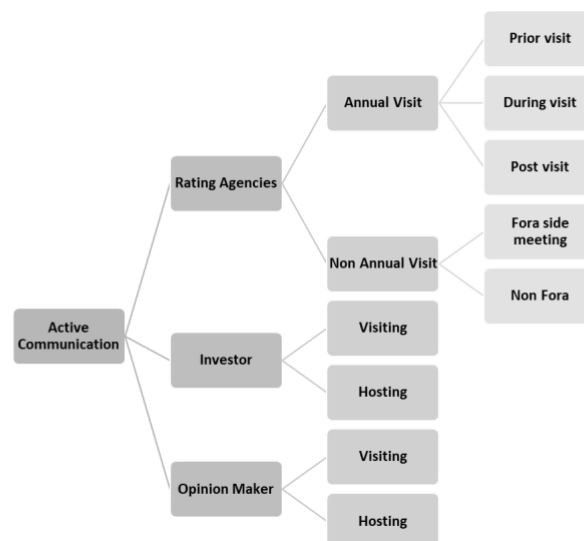 Prior visit
Annual Visit
During visit
Post visit
Rating Agencies
Fora side
meeting
Non Annual Visit
Non Fora
Active
Communication
Visiting
Investor
Hosting
Visiting
Opinion Maker
Hosting